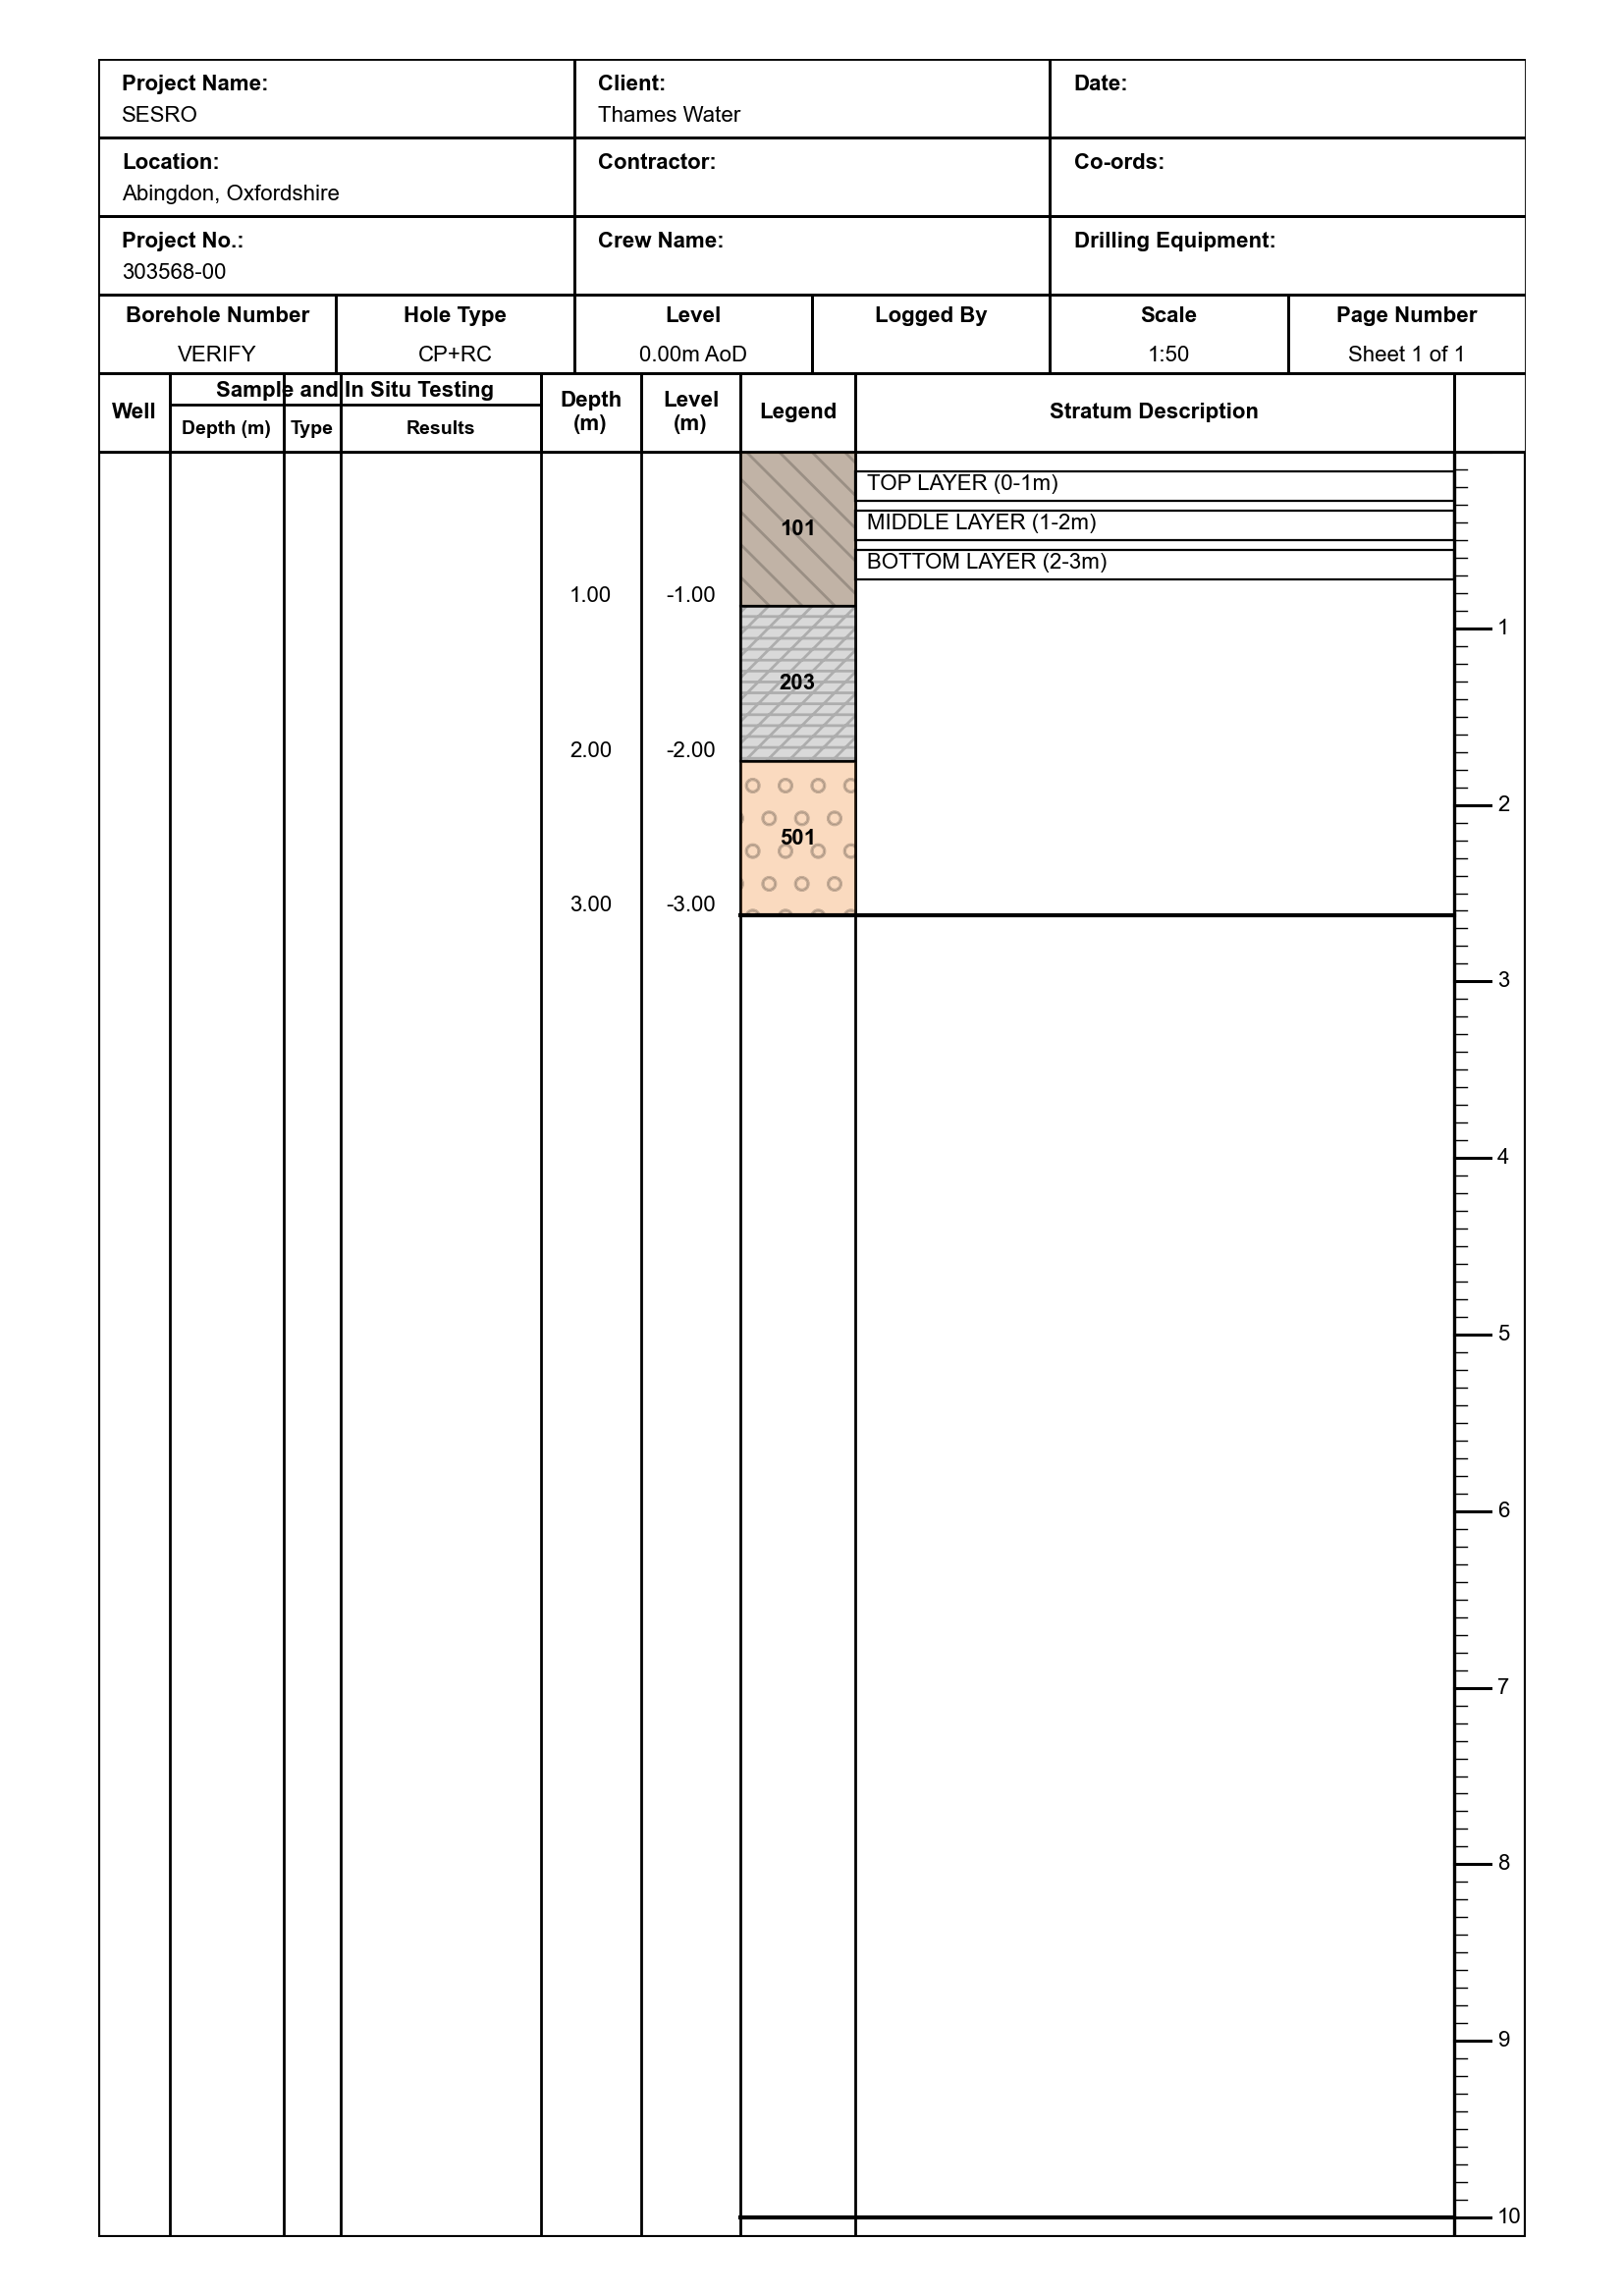 Project Name:
SESRO
Client:
Thames Water
Date:
Location:
Abingdon, Oxfordshire
Contractor:
Co-ords:
Project No.:
303568-00
Crew Name:
Drilling Equipment:
Borehole Number
VERIFY
Hole Type
CP+RC
Level
0.00m AoD
Logged By
Scale
1:50
Page Number
Sheet 1 of 1
Well
Sample and In Situ Testing
Depth (m)
Type
Results
Depth
(m)
Level
(m)
Legend
Stratum Description
TOP LAYER (0-1m)
101
MIDDLE LAYER (1-2m)
BOTTOM LAYER (2-3m)
1.00
-1.00
1
203
2.00
-2.00
2
501
3.00
-3.00
3
4
5
6
7
8
9
10